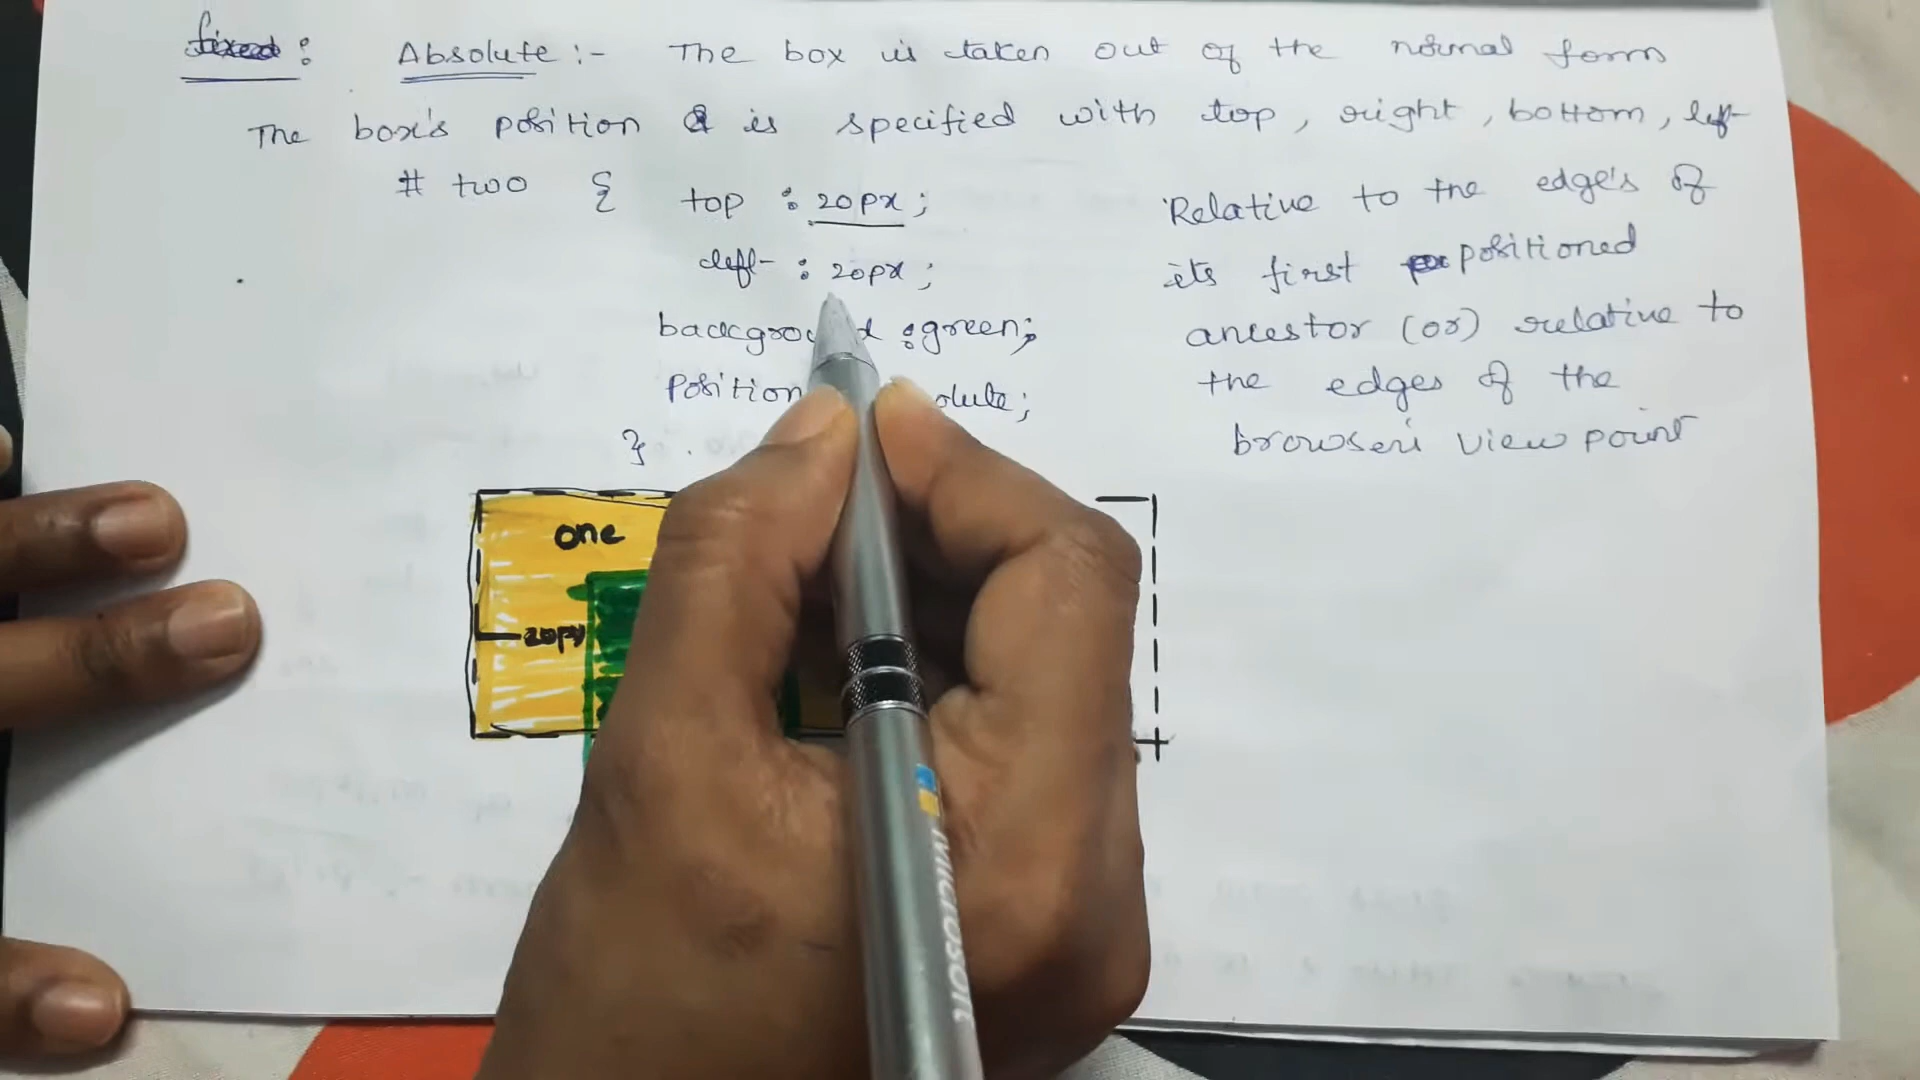 fixed : Absolute :- The box is taken out of the normal form
The box's position is specified with top, right, bottom, left
# two { top : 20px;
left : 20px;
:green;
position
}
Relative to the edge's of
its first positioned
ancestor (or) relative to
the edges of the
browser's view point
one
20px
MICROSOFT